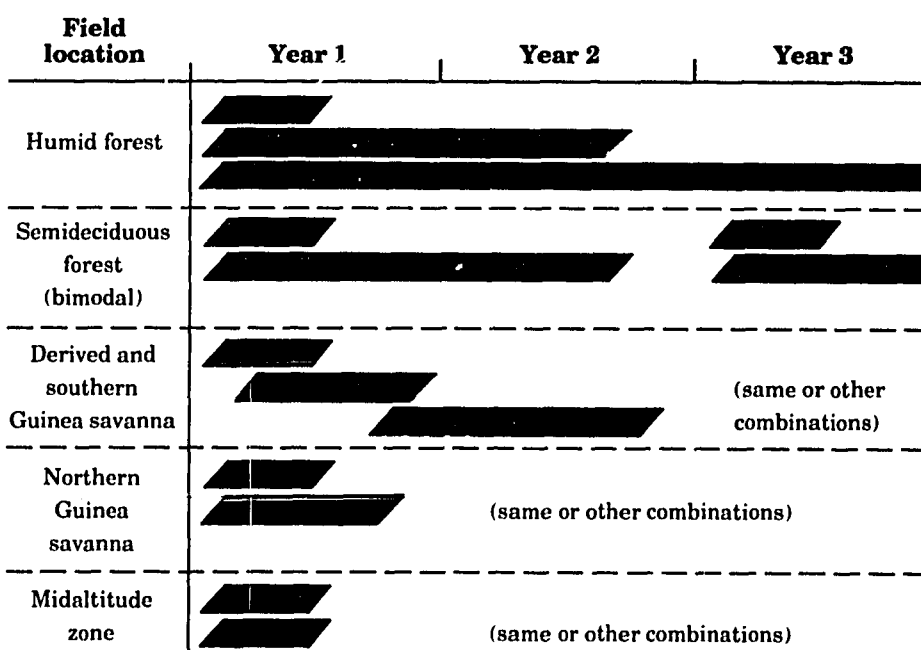 Field
location
Year 1
Year 2
Year 3
Humid forest
Semideciduous
forest
(bimodal)
Derived and
southern
Guinea savanna
(same or other
combinations)
Northern
Guinea
savanna
(same or other combinations)
Midaltitude
zone
(same or other combinations)